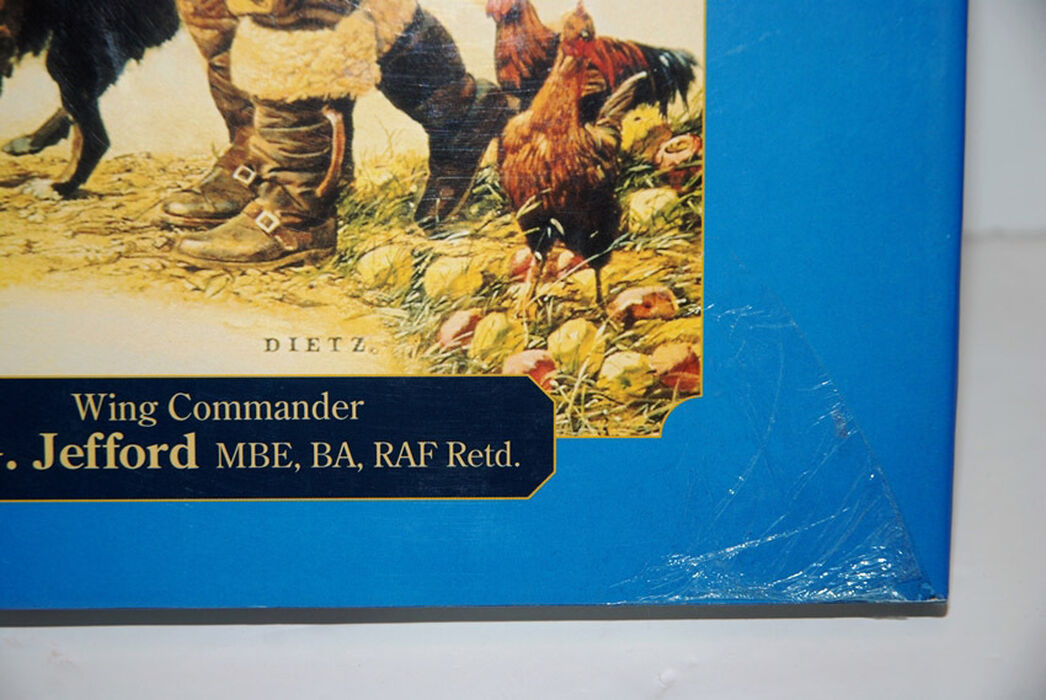 DIETZ.
Wing Commander
. Jefford MBE, BA, RAF Retd.